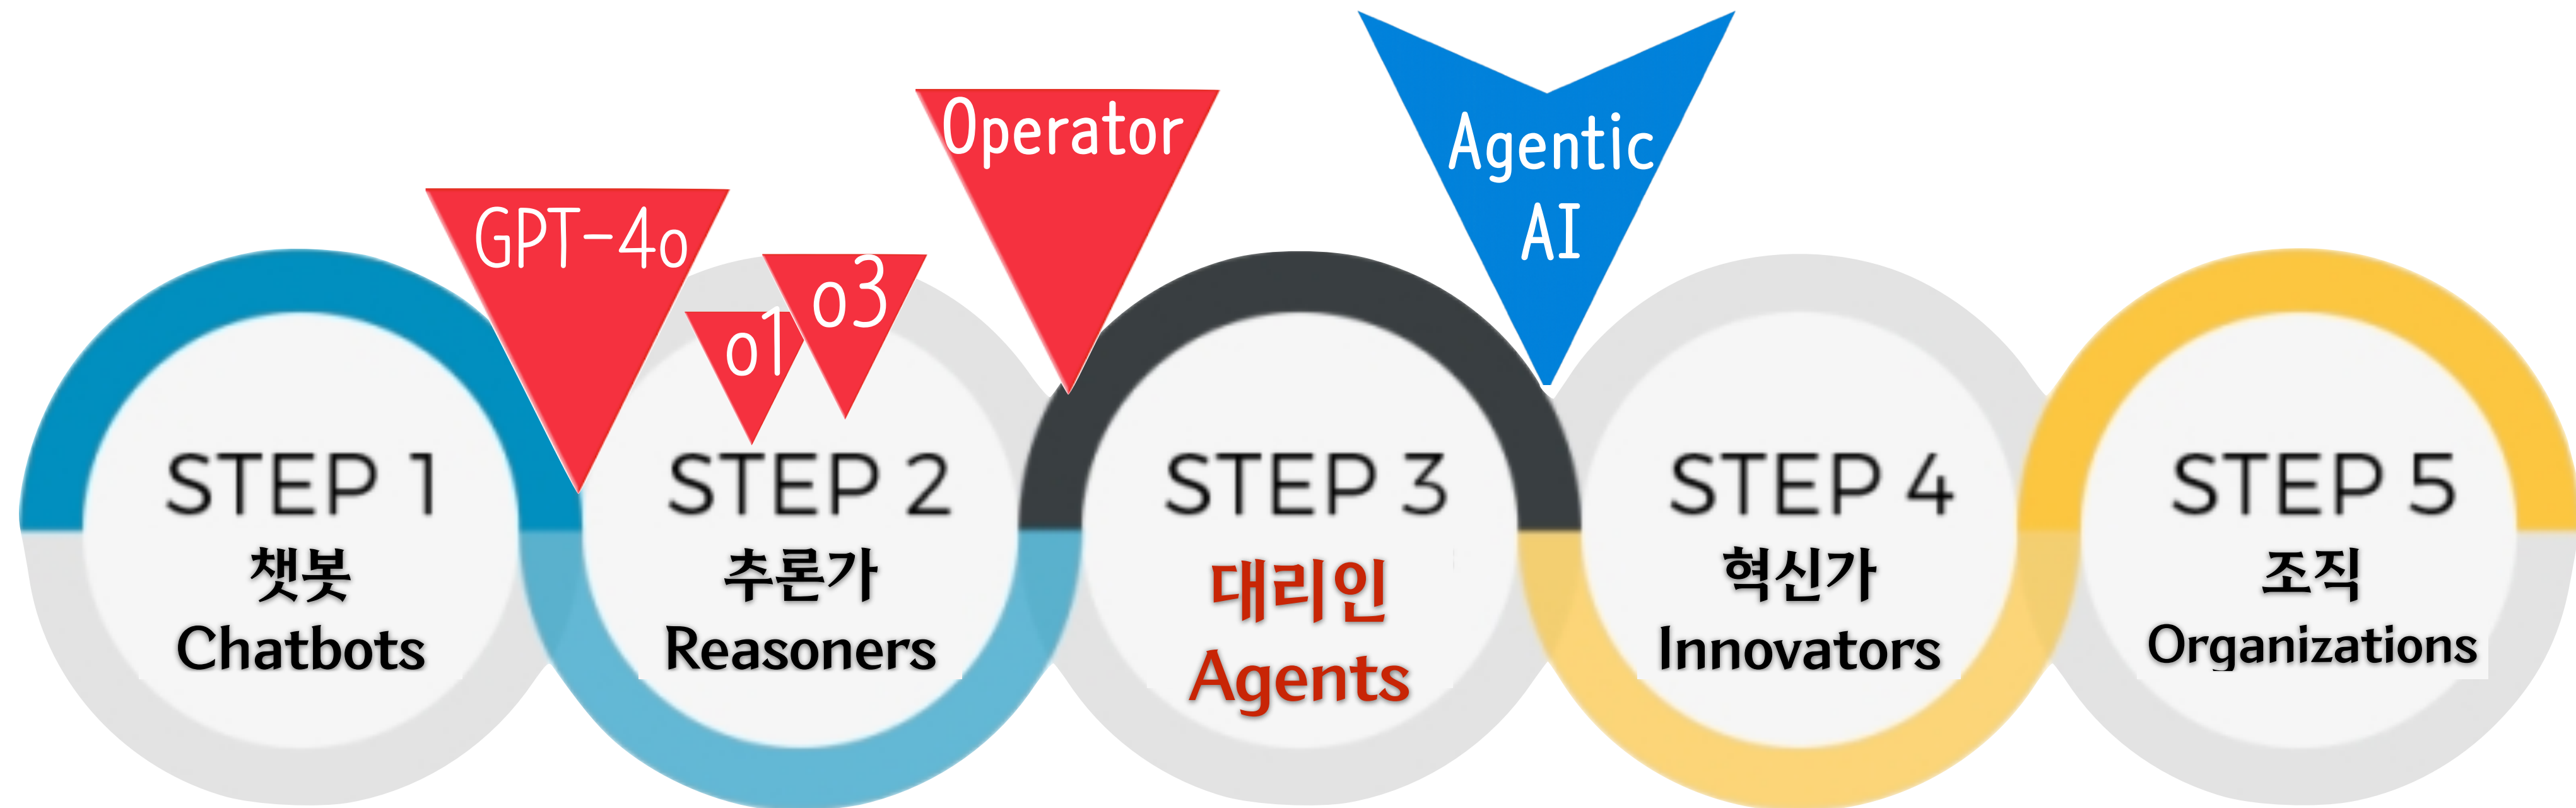 GPT-4o
o1
o3
Operator
Agentic
AI
STEP 1
챗봇
Chatbots
STEP 2
추론가
Reasoners
STEP 3
대리인
Agents
STEP 4
혁신가
Innovators
STEP 5
조직
Organizations